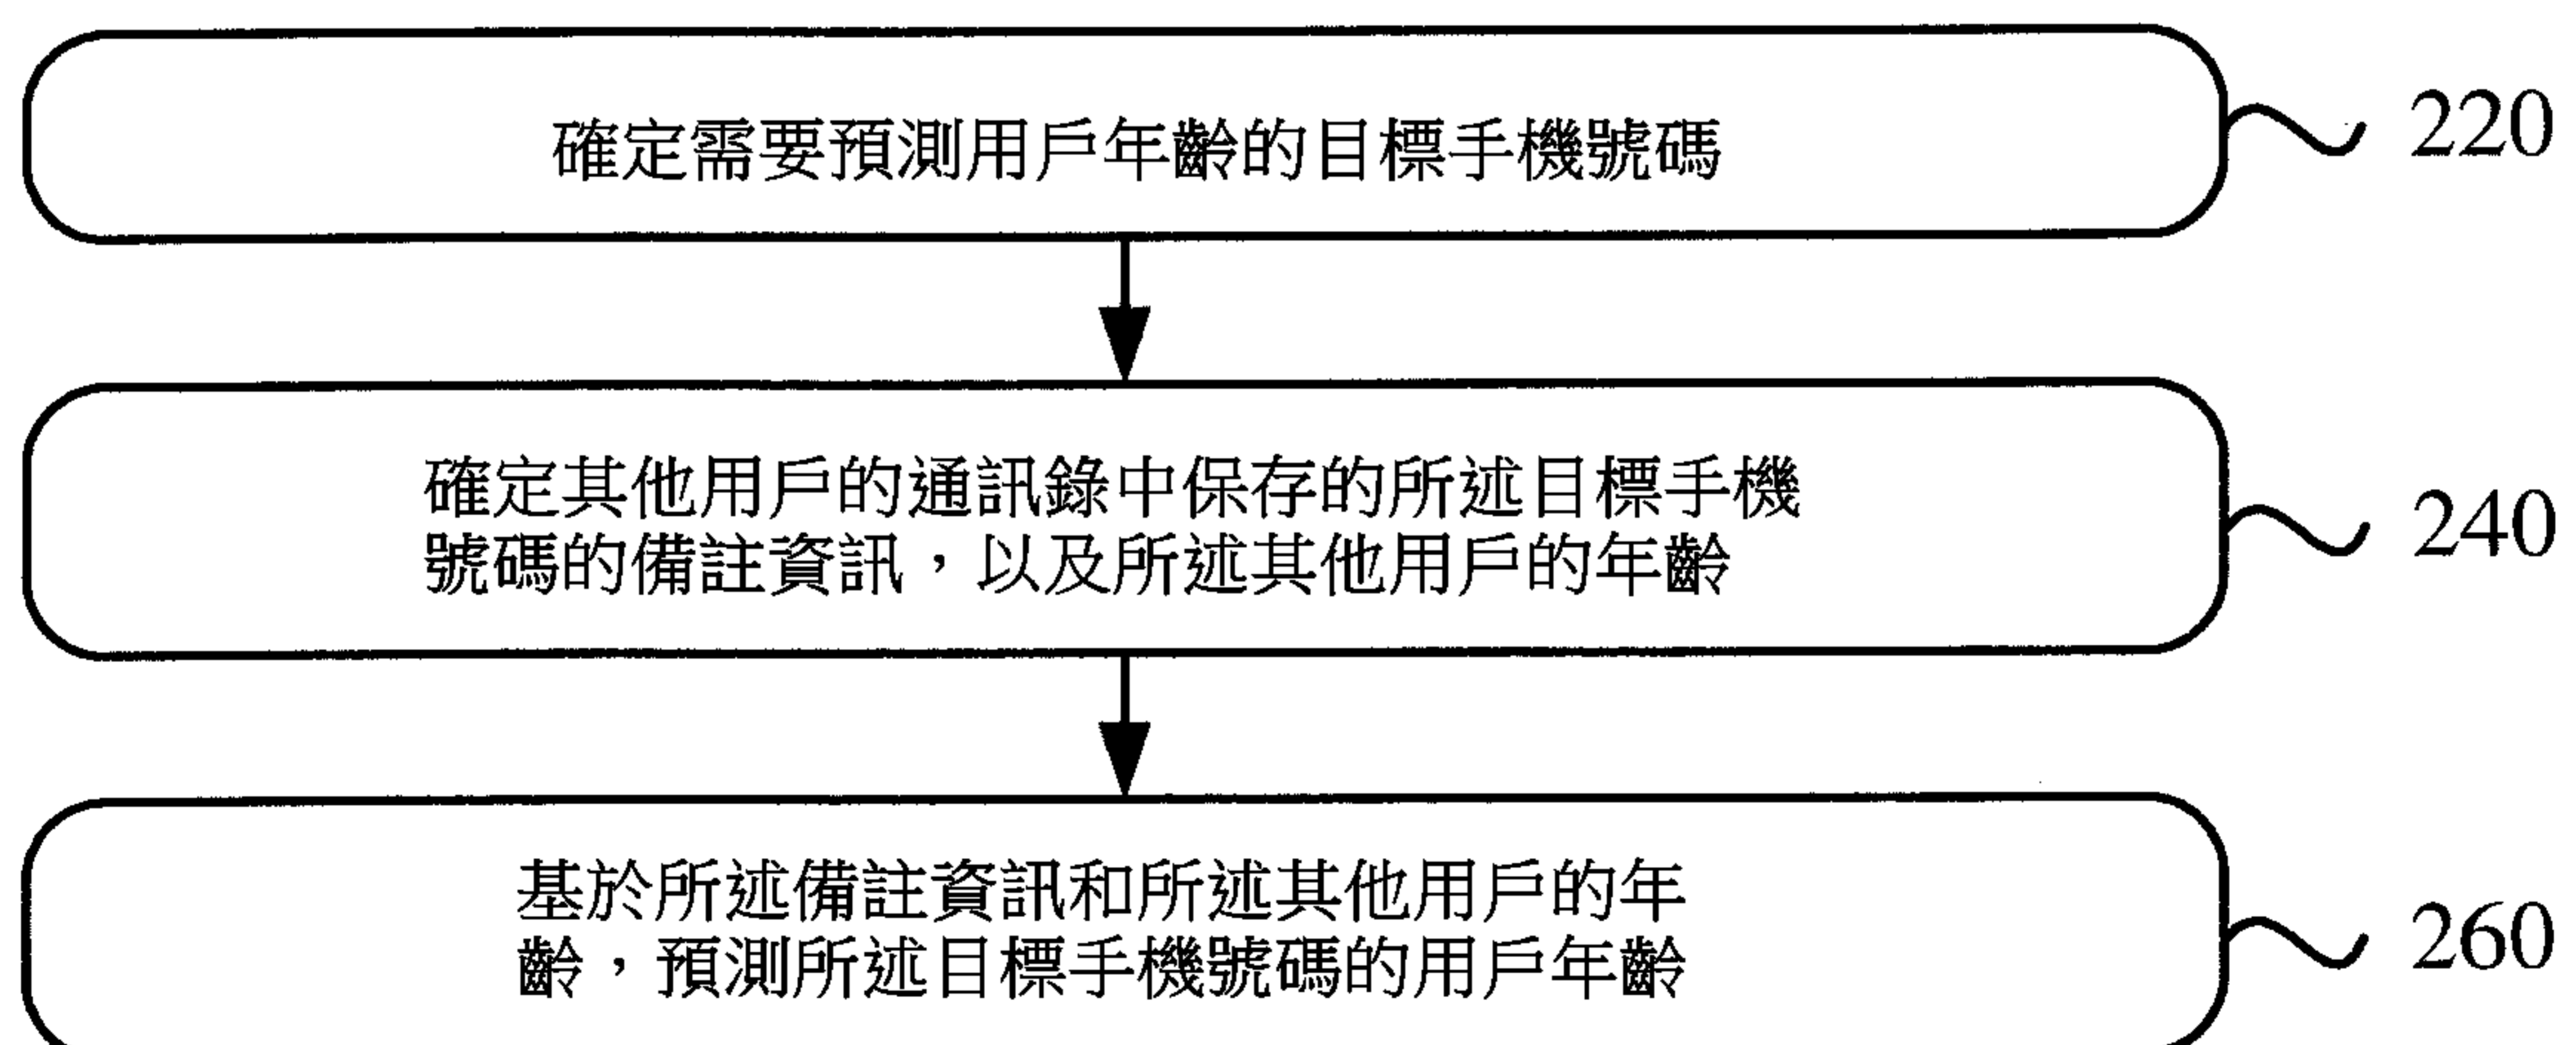 確定需要預測用戶年齡的目標手機號碼
220
確定其他用戶的通訊錄中保存的所述目標手機
號碼的備註資訊，以及所述其他用戶的年齡
240
基於所述備註資訊和所述其他用戶的年
齡，預測所述目標手機號碼的用戶年齡
260